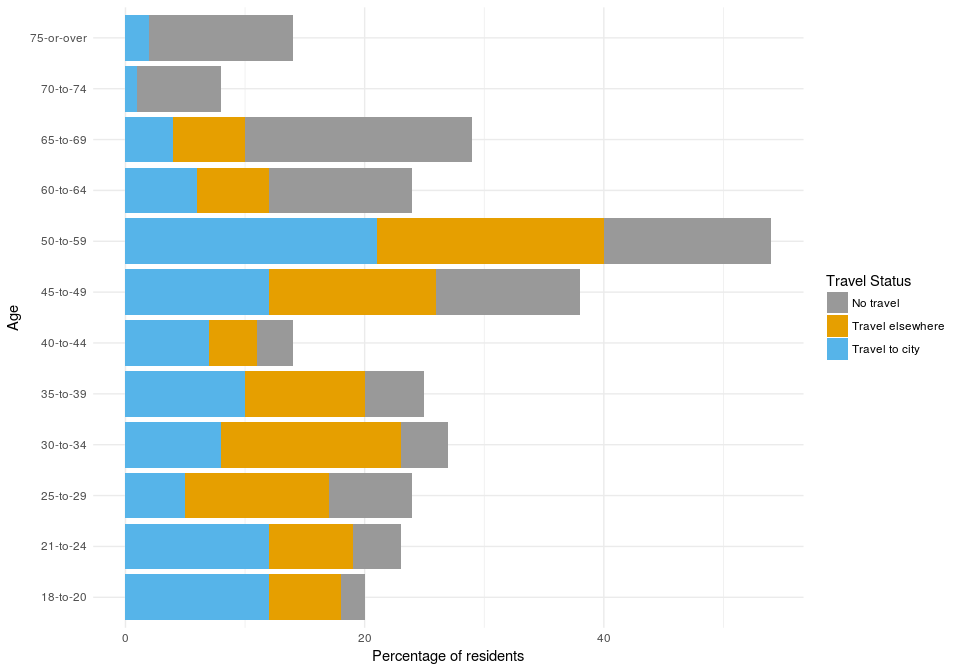 75-or-over
70-to-74
65-to-69
60-to-64
50-to-59
45-to-49
40-to-44
35-to-39
30-to-34
25-to-29
21-to-24
18-to-20
Age
0 20 40
Percentage of residents
Travel Status
No travel
Travel elsewhere
Travel to city